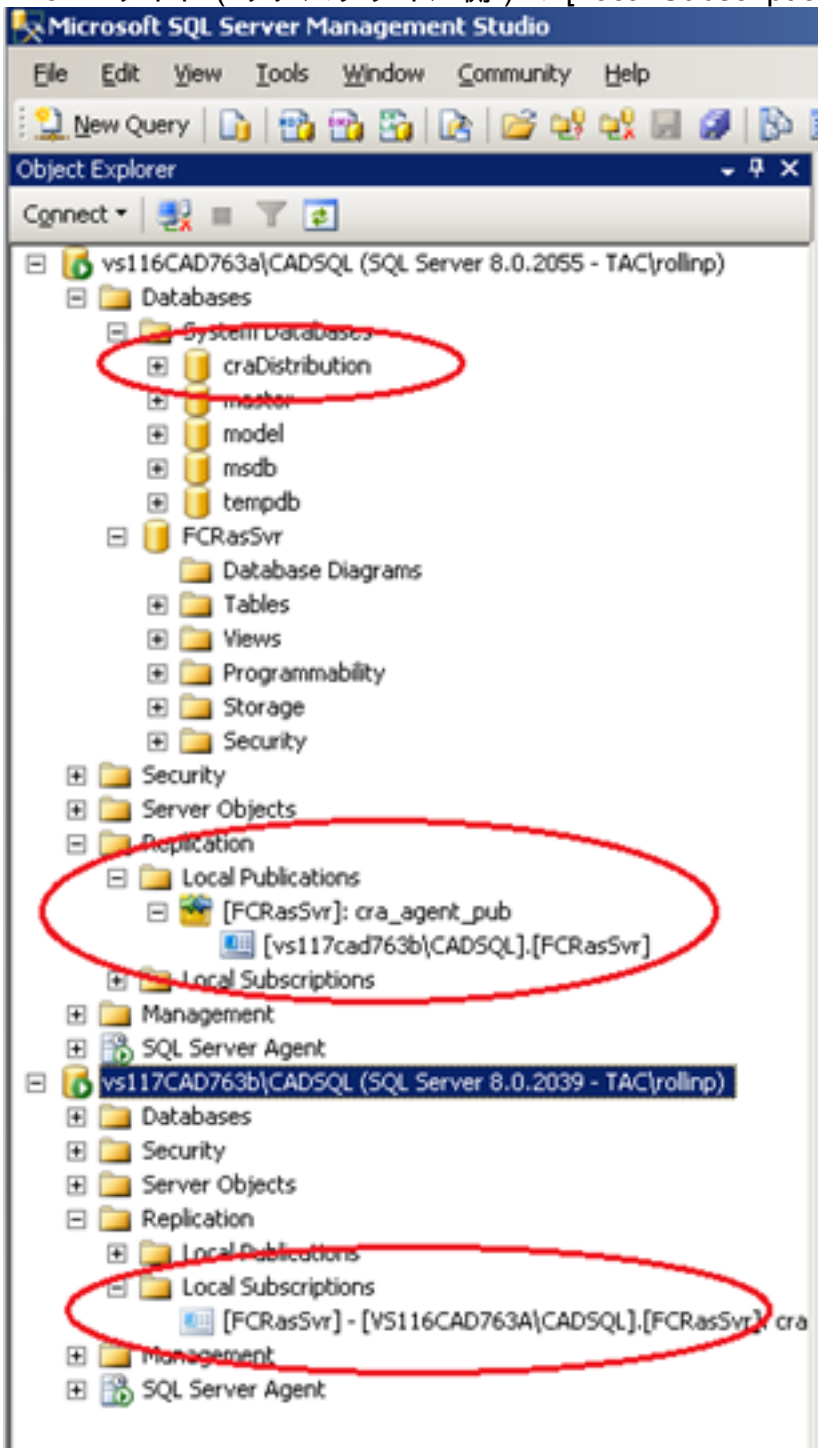 Microsoft SQL Server Management Studio
File Edit View Tools Window Community Help
New Query
Object Explorer
Connect
vs116CAD763a\CADSQL (SQL Server 8.0.2055 - TAC\rollinp)
Databases
System Databases
craDistribution
master
model
msdb
tempdb
FCRasSvr
Database Diagrams
Tables
Views
Programmability
Storage
Security
Security
Server Objects
Replication
Local Publications
[FCRasSvr]: cra_agent_pub
[vs117cad763b\CADSQL].[FCRasSvr]
Local Subscriptions
Management
SQL Server Agent
vs117CAD763b\CADSQL (SQL Server 8.0.2039 - TAC\rollinp)
Databases
Security
Server Objects
Replication
Local Publications
Local Subscriptions
[FCRasSvr] - [VS116CAD763A\CADSQL].[FCRasSvr]: cra
Management
SQL Server Agent